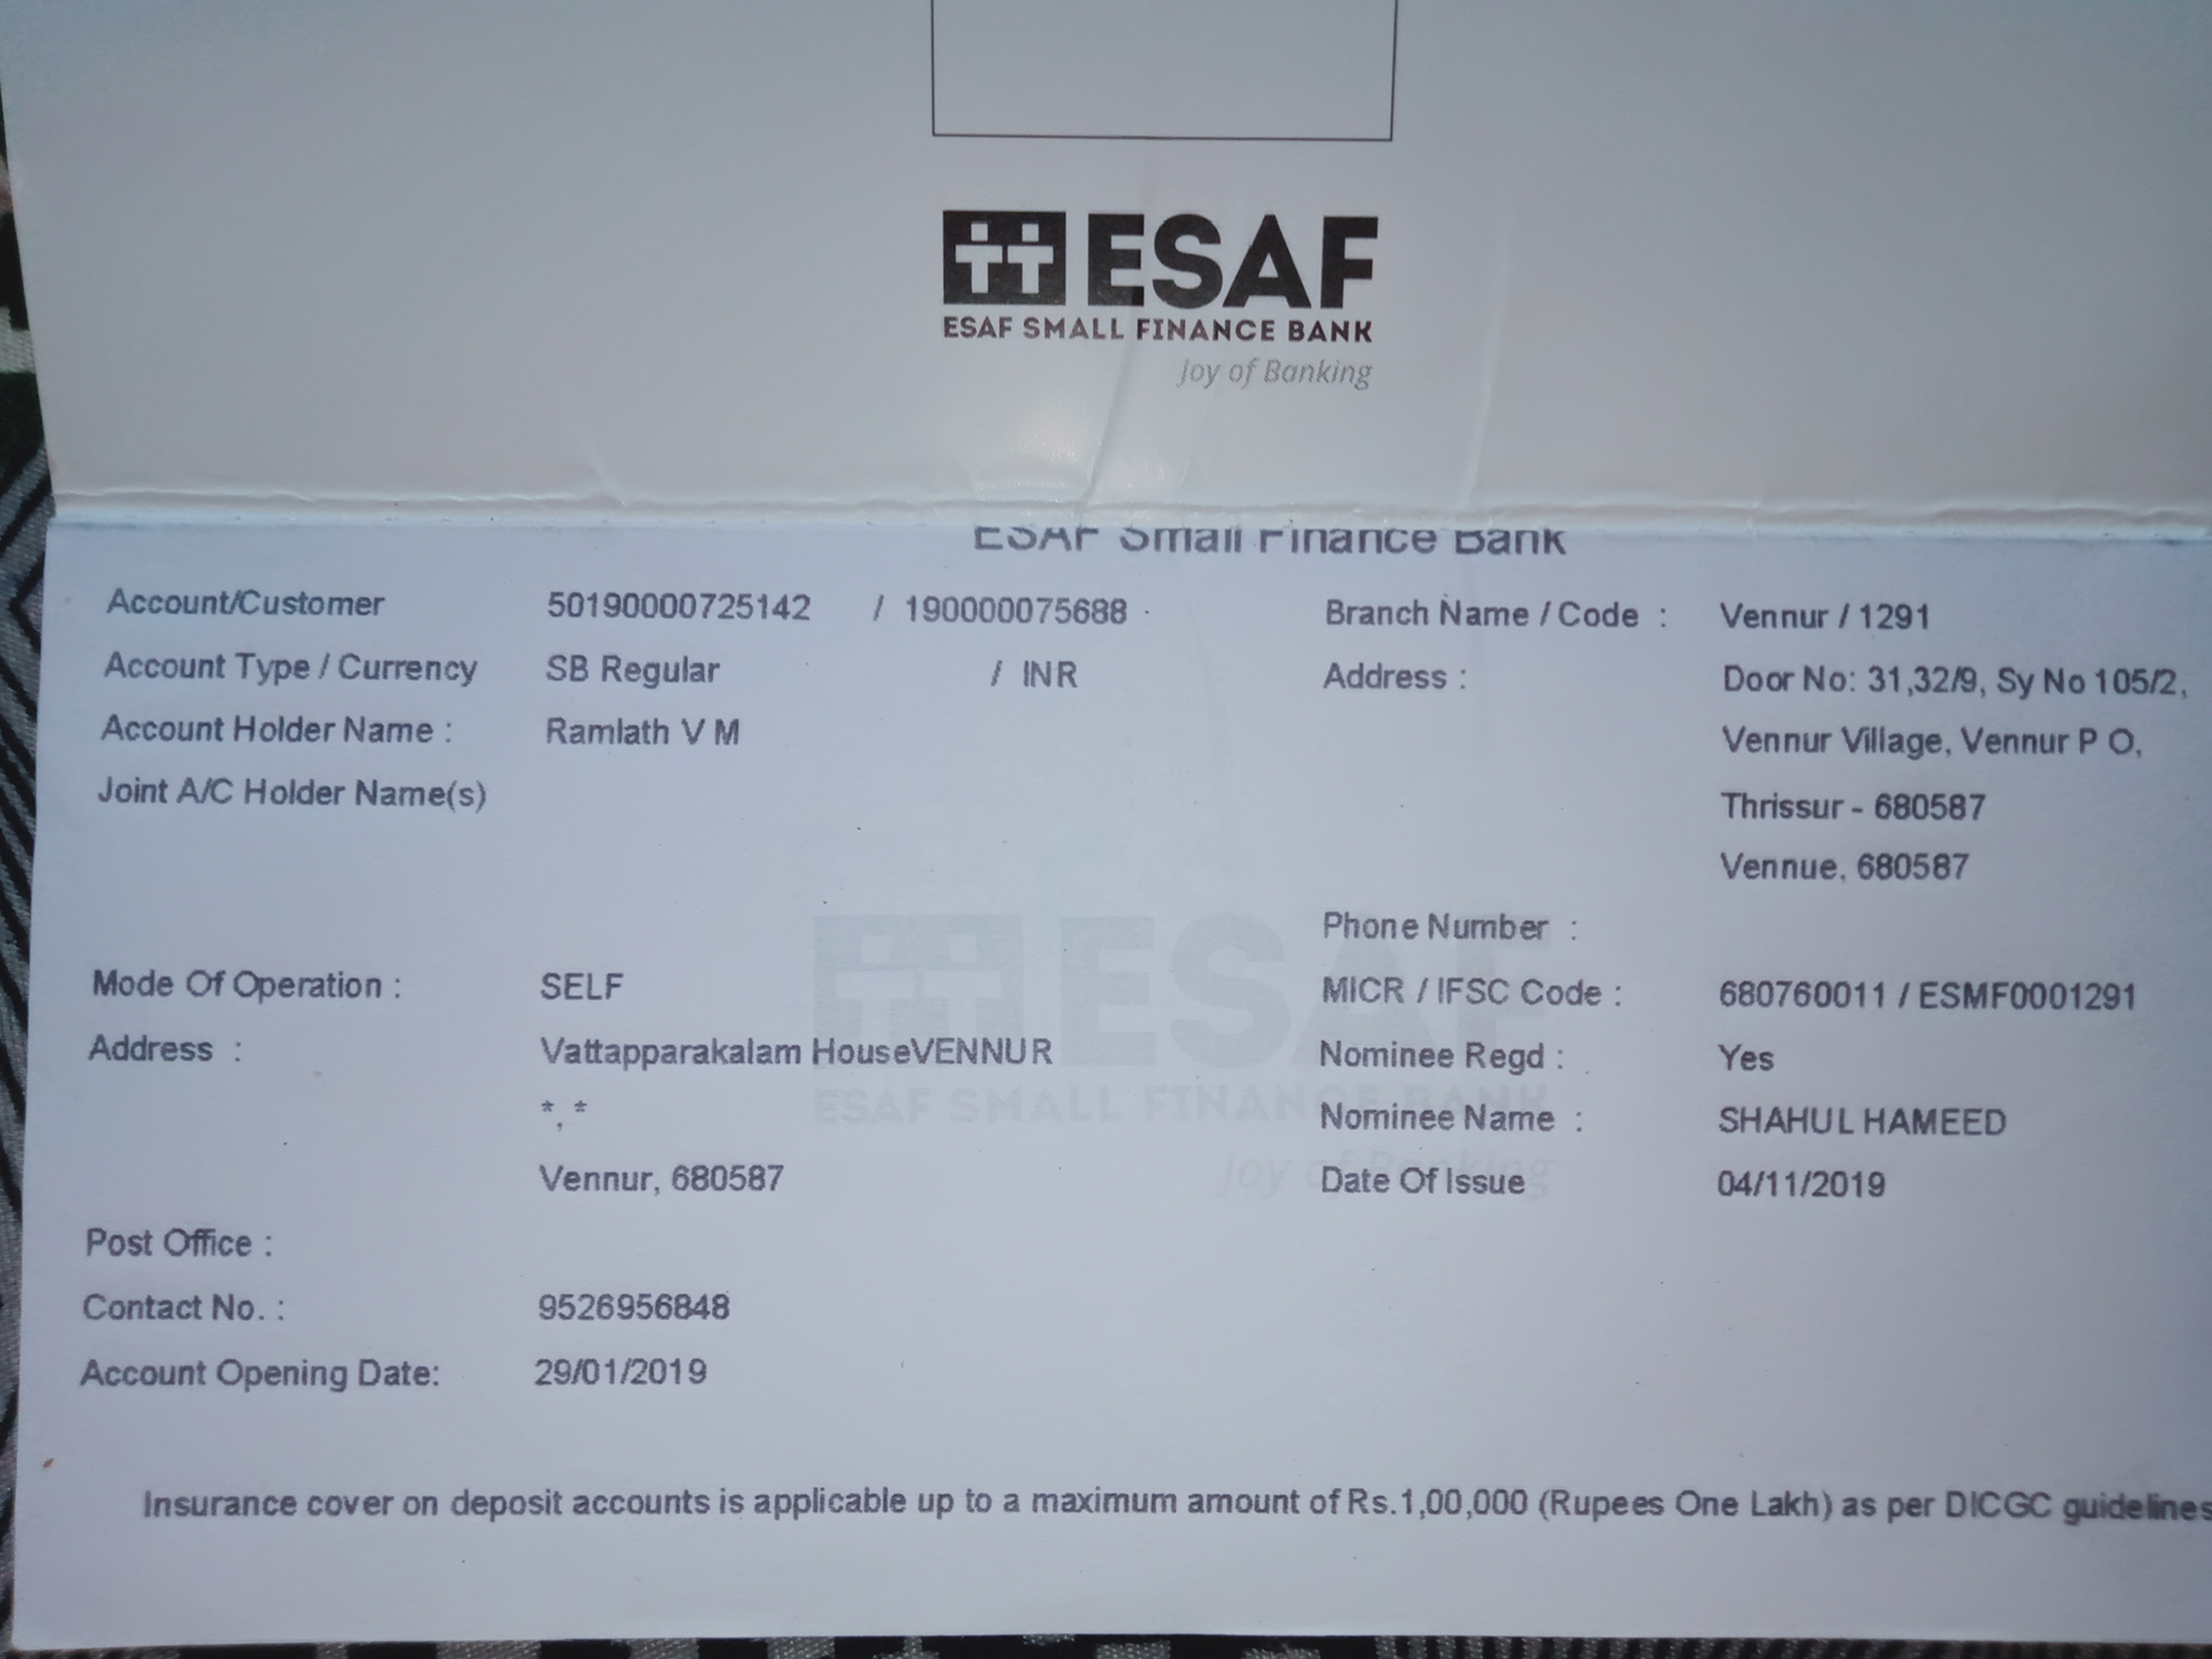 ESAF
ESAF SMALL FINANCE BANK
Joy of Banking
ESAF Small Finance Bank
Account/Customer 50190000725142 / 190000075688
Account Type / Currency SB Regular / INR
Account Holder Name : Ramlath V M
Joint A/C Holder Name(s)
Mode Of Operation : SELF
Address : Vattapparakalam HouseVENNUR
*, *
Vennur, 680587
Post Office :
Contact No. : 9526956848
Account Opening Date: 29/01/2019
Branch Name / Code : Vennur / 1291
Address : Door No: 31,32/9, Sy No 105/2,
Vennur Village, Vennur P O,
Thrissur - 680587
Vennue, 680587
Phone Number :
MICR / IFSC Code : 680760011 / ESMF0001291
Nominee Regd : Yes
Nominee Name : SHAHUL HAMEED
Date Of Issue 04/11/2019
ESAF
ESAF SMALL FINANCE BANK
Joy of Banking
Insurance cover on deposit accounts is applicable up to a maximum amount of Rs.1,00,000 (Rupees One Lakh) as per DICGC guidelines